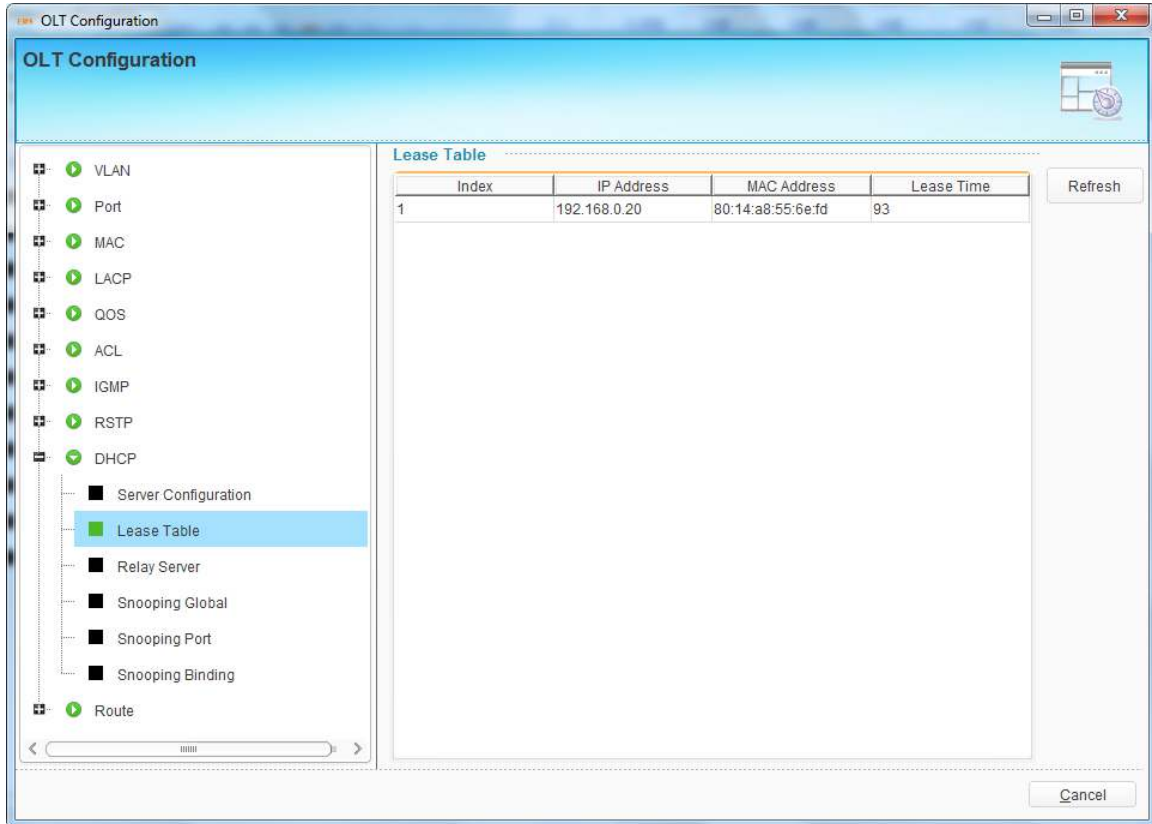 OLT Configuration
OLT Configuration
VLAN
Port
MAC
LACP
QOS
ACL
IGMP
RSTP
DHCP
Server Configuration
Lease Table
Relay Server
Snooping Global
Snooping Port
Snooping Binding
Route
Lease Table
Index IP Address MAC Address Lease Time
1 192.168.0.20 80:14:a8:55:6e:fd 93
Refresh
Cancel